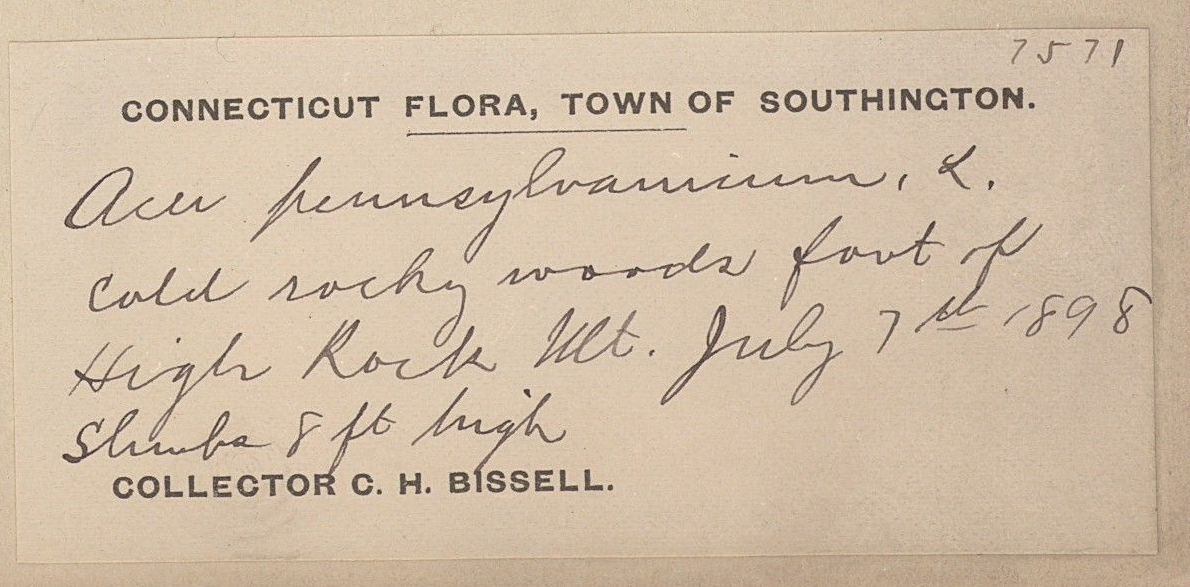 7571
CONNECTICUT FLORA, TOWN OF SOUTHINGTON.
Acer pennsylvanicum, L.
Cold rocky woods foot of
High Rock Mt. July 7th 1898
Shrubs 8 ft high
COLLECTOR C. H. BISSELL.